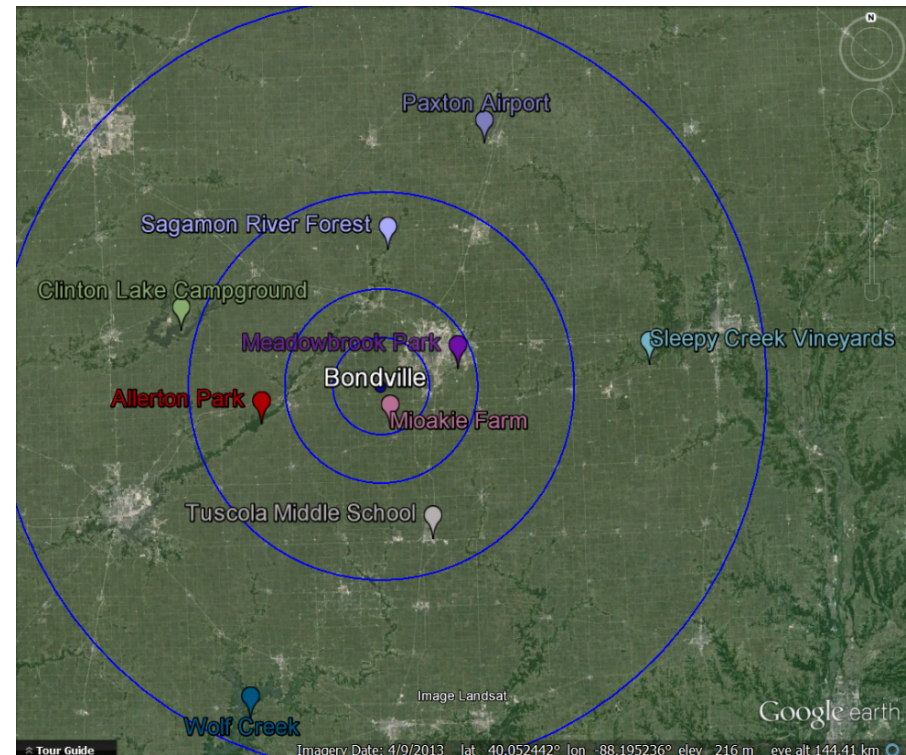 N
Paxton Airport
Sagamon River Forest
Clinton Lake Campground
Meadowbrook Park
Sleepy Creek Vineyards
Bondville
Allerton Park
Mioakie Farm
Tuscola Middle School
Image Landsat
Wolf Creek
Google earth
Tour Guide
Imagery Date: 4/9/2013 lat 40.052442° lon -88.195236° elev 216 m eye alt 144.41 km